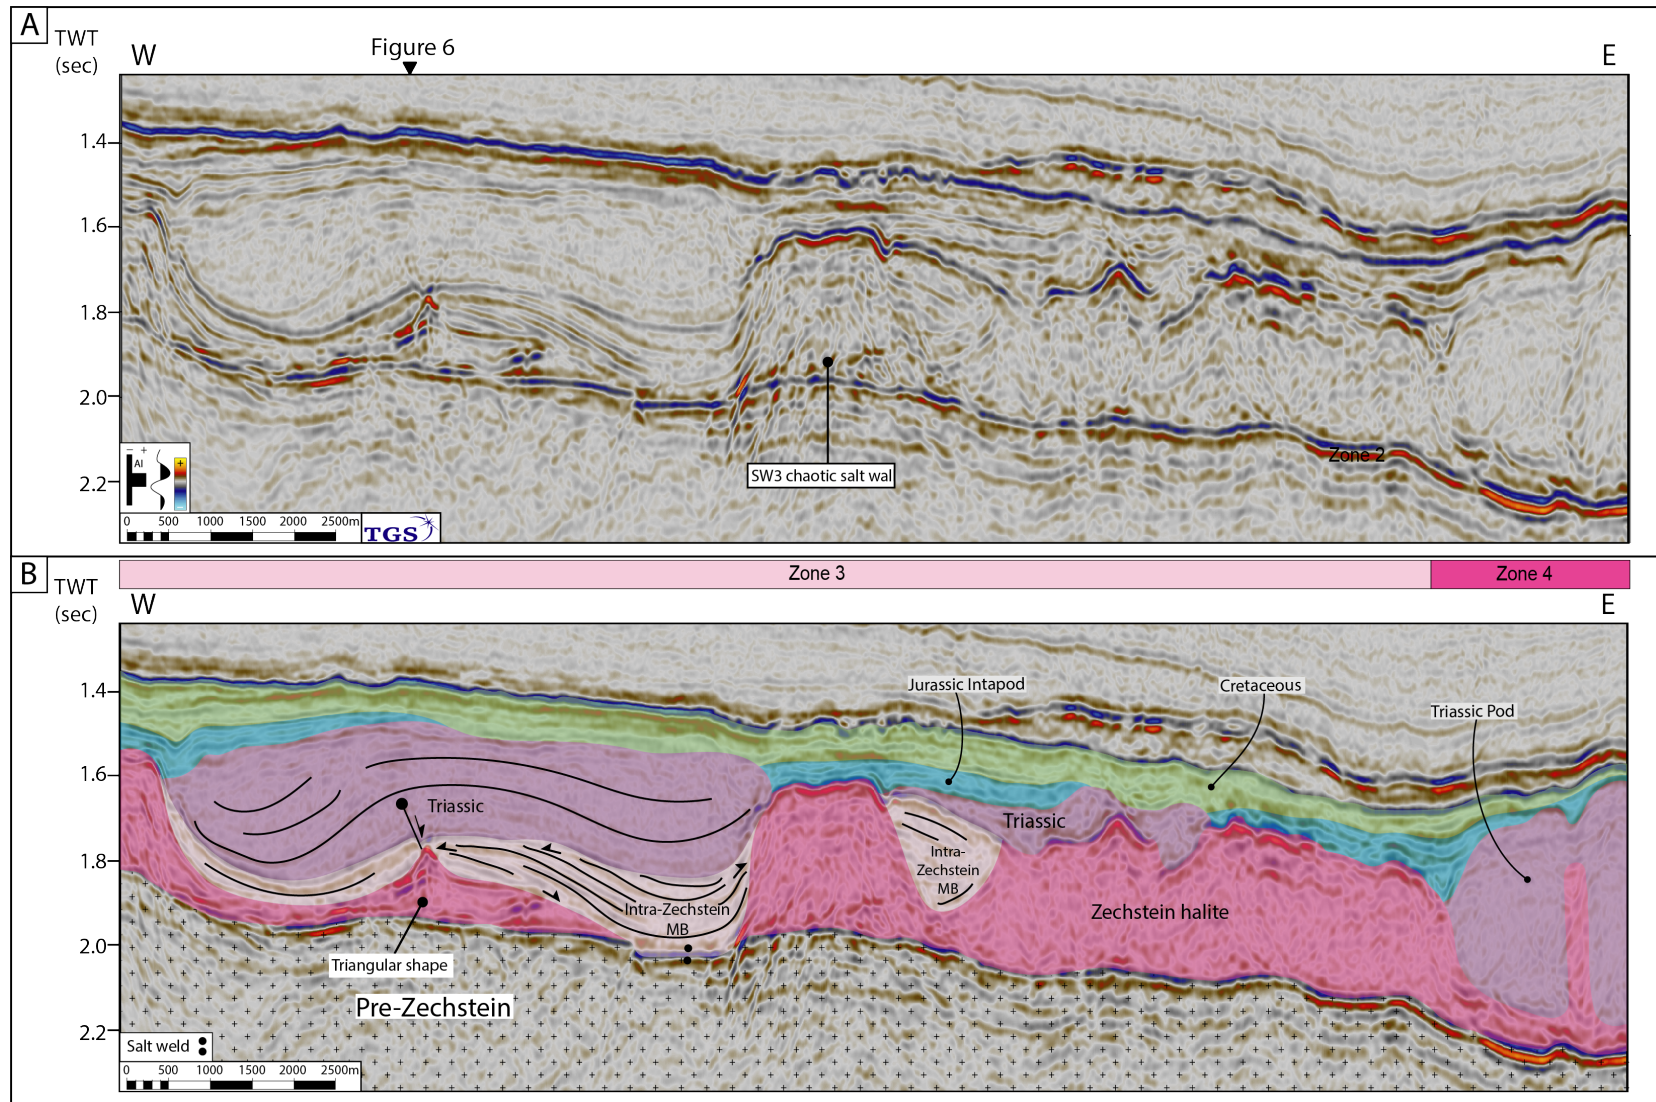 A
TWT
(sec)
W
Figure 6
E
1.4
1.6
1.8
2.0
2.2
SW3 chaotic salt wal
Zone 2
- +
AI
+
-
0 500 1000 1500 2000 2500m
TGS
B
TWT
(sec)
Zone 3
Zone 4
W
E
1.4
1.6
1.8
2.0
2.2
Jurassic Intapod
Cretaceous
Triassic Pod
Triassic
Triassic
Intra-
Zechstein
MB
Intra-Zechstein
MB
Zechstein halite
Triangular shape
Pre-Zechstein
Salt weld
0 500 1000 1500 2000 2500m